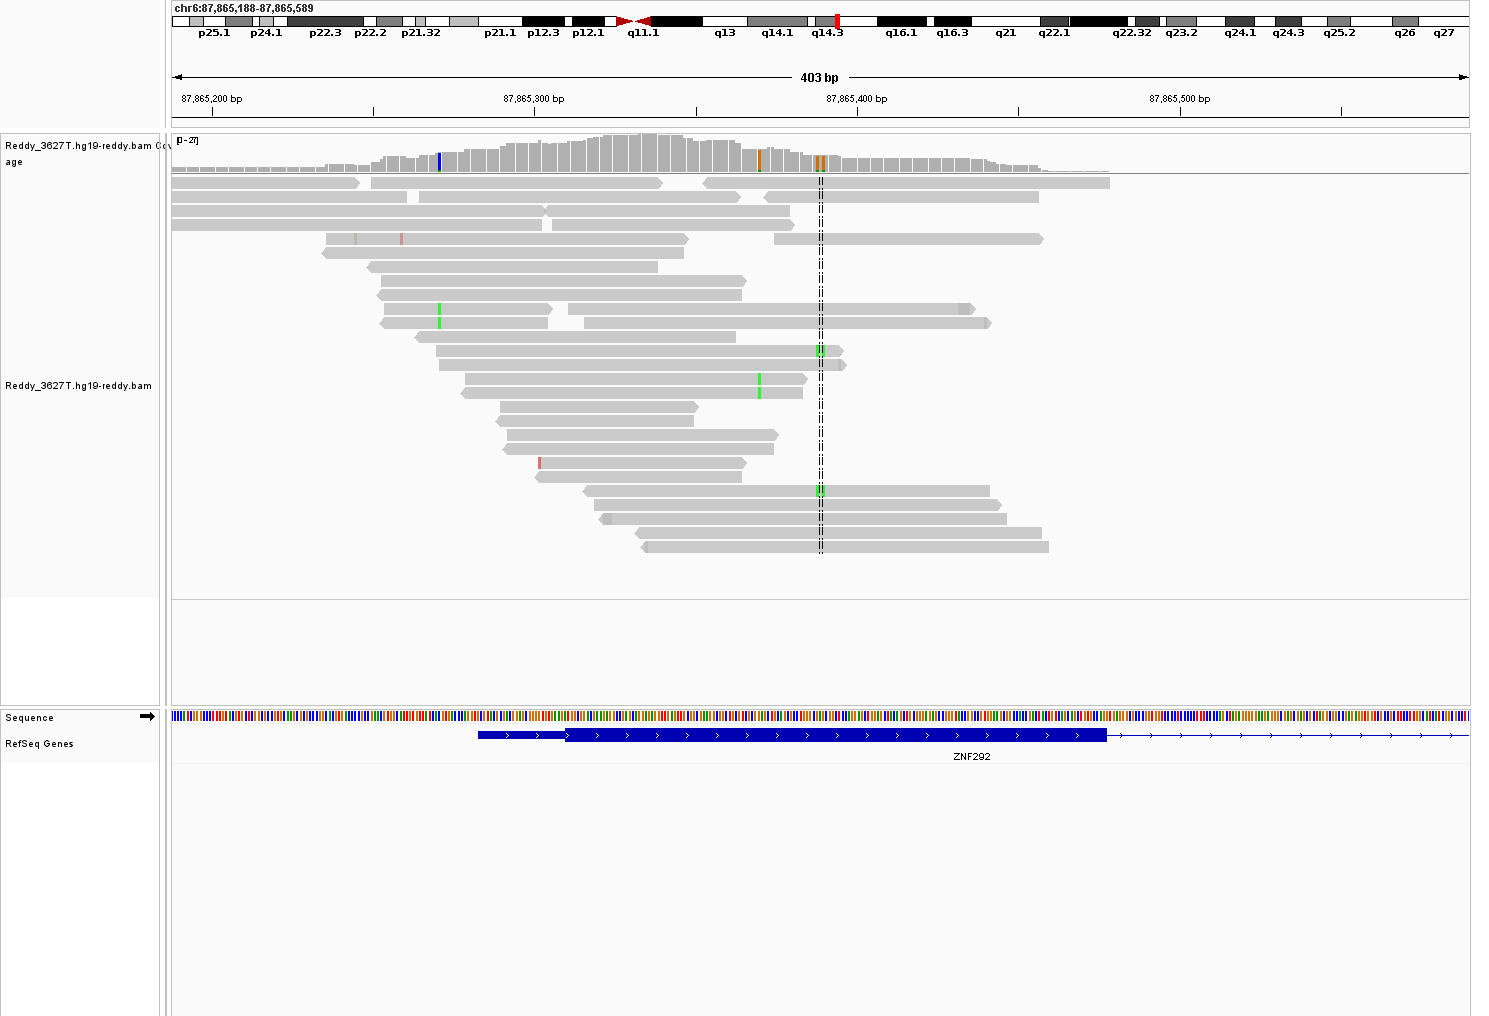 chr6:87,865,188-87,865,589
p25.1 p24.1 p22.3 p22.2 p21.32 p21.1 p12.3 p12.1 q11.1 q13 q14.1 q14.3 q16.1 q16.3 q21 q22.1 q22.32 q23.2 q24.1 q24.3 q25.2 q26 q27
403 bp
87,865,200 bp 87,865,300 bp 87,865,400 bp 87,865,500 bp
Reddy_3627T.hg19-reddy.bam Cov
age
[0 - 27]
Reddy_3627T.hg19-reddy.bam
Sequence
RefSeq Genes
ZNF292